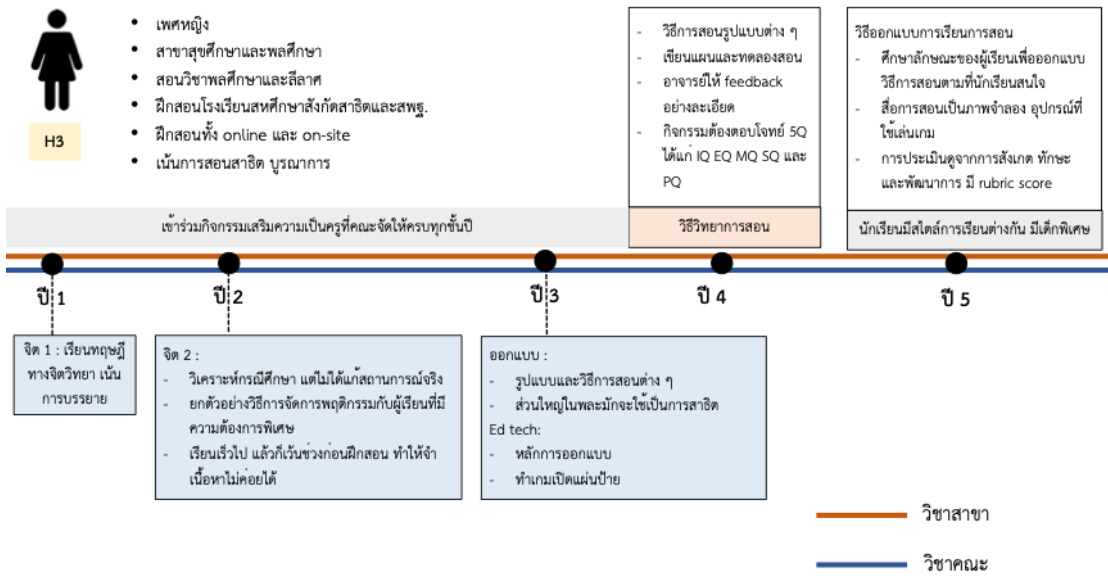 H3
• เพศหญิง
• สาขาสุขศึกษาและพลศึกษา
• สอนวิชาพลศึกษาและลีลาศ
• ฝึกสอนโรงเรียนสหศึกษาสังกัดสาธิตและสพฐ.
• ฝึกสอนทั้ง online และ on-site
• เน้นการสอนสาธิต บูรณาการ
- วิธีการสอนรูปแบบต่าง ๆ
- เขียนแผนและทดลองสอน
- อาจารย์ให้ feedback
อย่างละเอียด
- กิจกรรมต้องตอบโจทย์ 5Q
ได้แก่ IQ EQ MQ SQ และ
PQ
วิธีออกแบบการเรียนการสอน
- ศึกษาลักษณะของผู้เรียนเพื่อออกแบบ
วิธีการสอนตามที่นักเรียนสนใจ
- สื่อการสอนเป็นภาพจำลอง อุปกรณ์ที่
ใช้เล่นเกม
- การประเมินดูจากการสังเกต ทักษะ
และพัฒนาการ มี rubric score
เข้าร่วมกิจกรรมเสริมความเป็นครูที่คณะจัดให้ครบทุกชั้นปี
วิธีวิทยาการสอน
นักเรียนมีสไตล์การเรียนต่างกัน มีเด็กพิเศษ
ปี 1
ปี 2
ปี 3
ปี 4
ปี 5
จิต 1 : เรียนทฤษฎี
ทางจิตวิทยา เน้น
การบรรยาย
จิต 2 :
- วิเคราะห์กรณีศึกษา แต่ไม่ได้แก้สถานการณ์จริง
- ยกตัวอย่างวิธีการจัดการพฤติกรรมกับผู้เรียนที่มี
ความต้องการพิเศษ
- เรียนเร็วไป แล้วก็เว้นช่วงก่อนฝึกสอน ทำให้จำ
เนื้อหาไม่ค่อยได้
ออกแบบ :
- รูปแบบและวิธีการสอนต่าง ๆ
- ส่วนใหญ่ในพละมักจะใช้เป็นการสาธิต
Ed tech:
- หลักการออกแบบ
- ทำเกมเปิดแผ่นป้าย
วิชาสาขา
วิชาคณะ